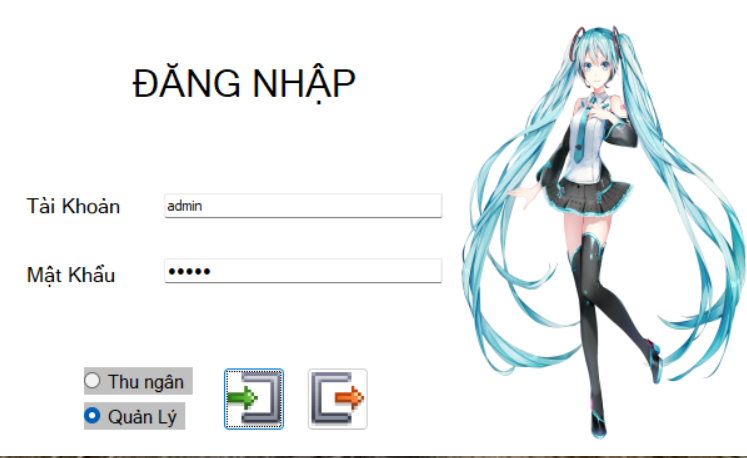 ĐĂNG NHẬP
Tài Khoản admin
Mật Khẩu •••••
Thu ngân
Quản Lý